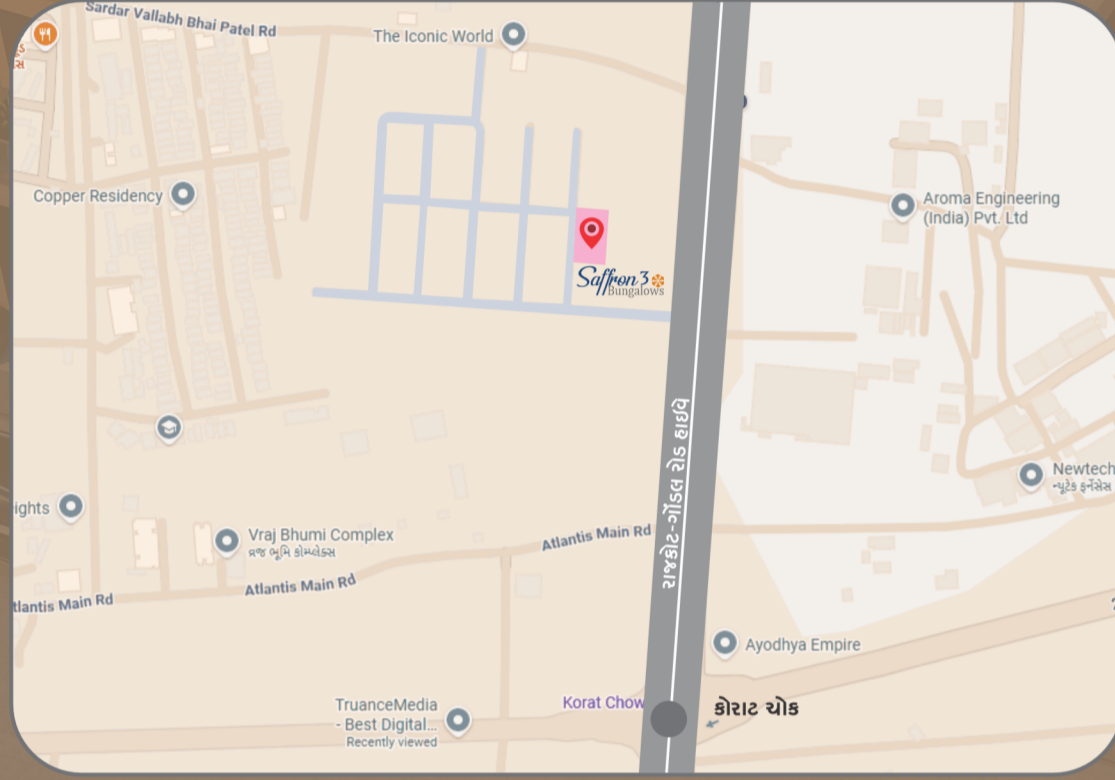 Sardar Vallabh Bhai Patel Rd
The Iconic World
Copper Residency
Aroma Engineering
(India) Pvt. Ltd
Saffron 3
Bungalows
રાજકોટ-ગોંડલ રોડ હાઈવે
Newtech
ન્યૂટેક ફર્નેસેસ
ights
Vraj Bhumi Complex
વ્રજ ભૂમિ કોમ્પ્લેક્સ
Atlantis Main Rd
Atlantis Main Rd
tlantis Main Rd
Ayodhya Empire
TruanceMedia
- Best Digital...
Recently viewed
Korat Chow
કોરાટ ચોક